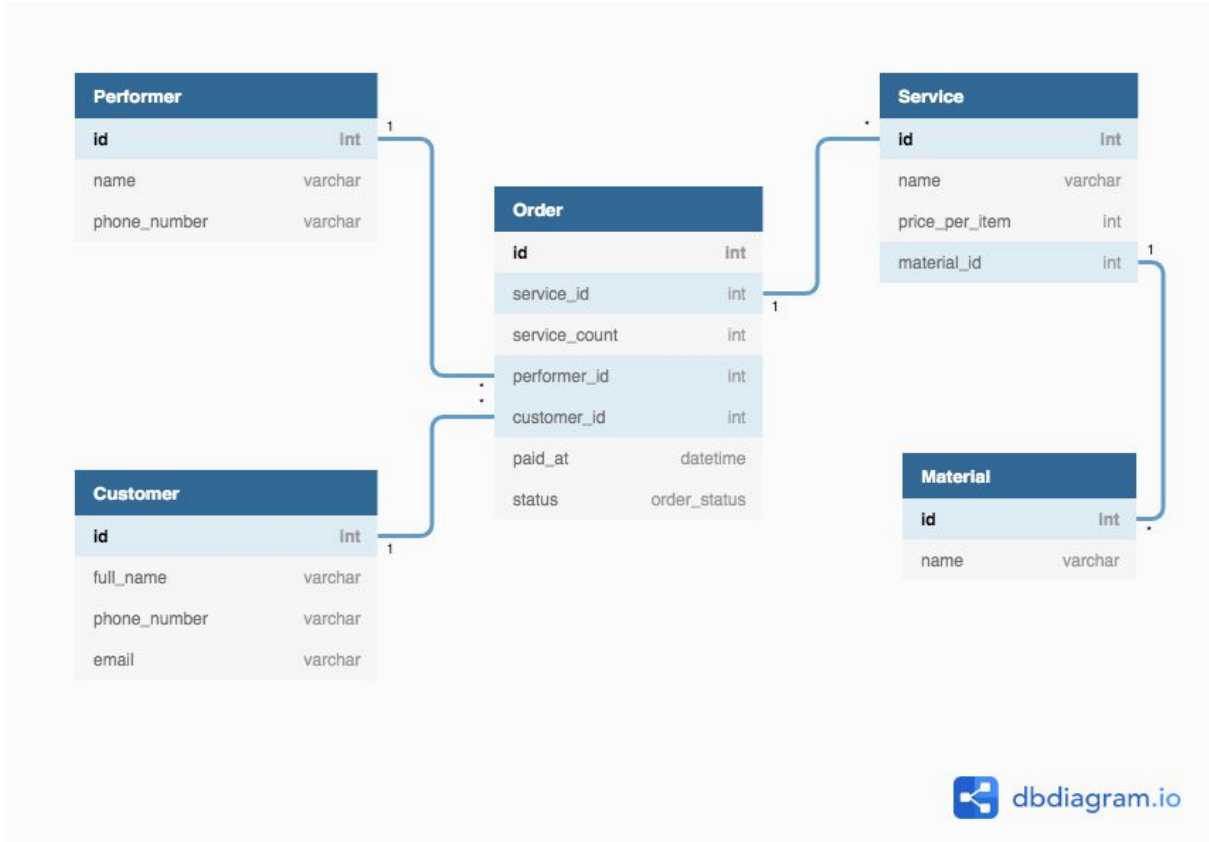 Performer
id int
name varchar
phone_number varchar
1
Service
*
id int
name varchar
price_per_item int
material_id int
1
Order
id int
service_id int
1
service_count int
performer_id int
*
customer_id int
*
paid_at datetime
status order_status
Customer
id int
1
full_name varchar
phone_number varchar
email varchar
Material
id int
*
name varchar
dbdiagram.io